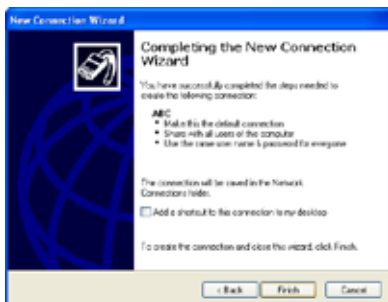 New Connection Wizard
Completing the New Connection
Wizard
You have successfully completed the steps needed to
create the following connection:
ABC
• Make this the default connection
• Share with all users of this computer
• Use the same user name & password for everyone
The connection will be saved in the Network
Connections folder.
Add a shortcut to this connection to my desktop
To create the connection and close this wizard, click Finish.
< Back
Finish
Cancel